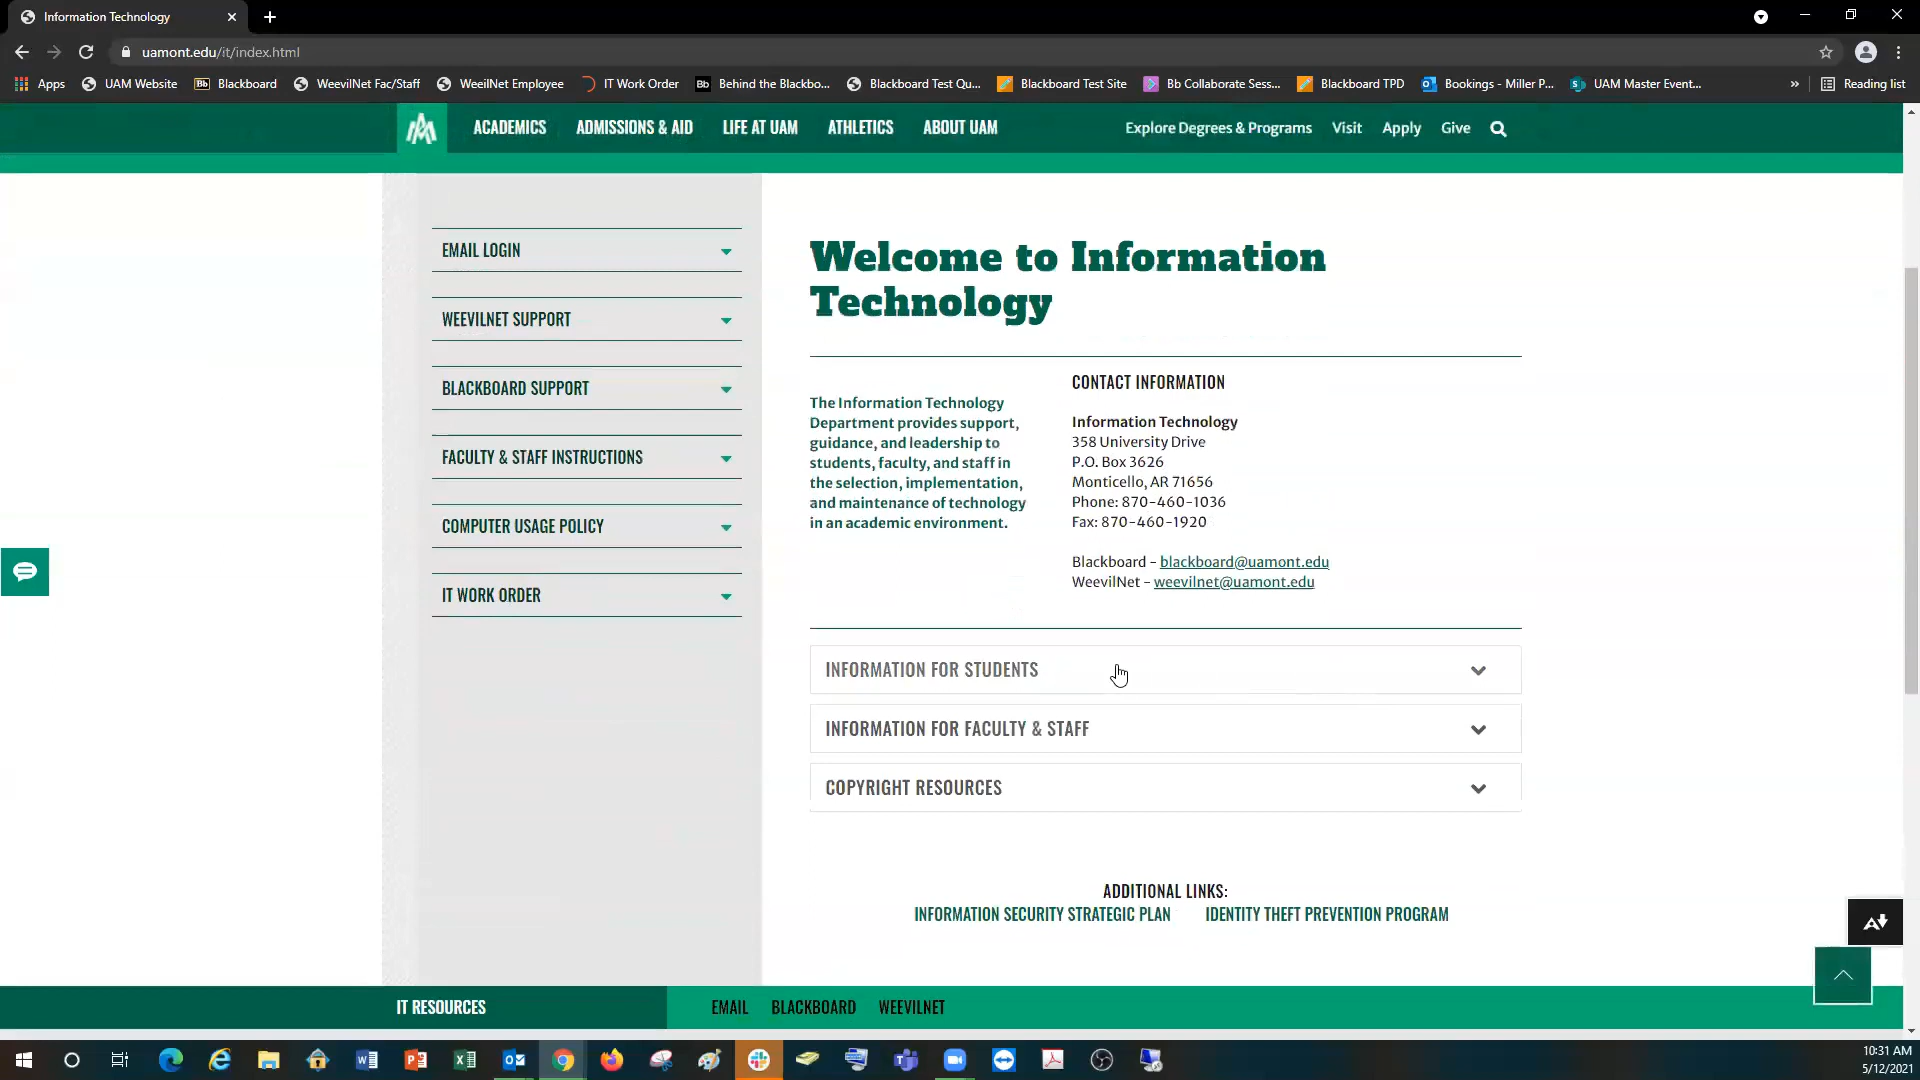 Information Technology
uamont.edu/it/index.html
Apps UAM Website Blackboard WeevilNet Fac/Staff WeeilNet Employee IT Work Order Behind the Blackbo... Blackboard Test Qu... Blackboard Test Site Bb Collaborate Sess... Blackboard TPD Bookings - Miller P... UAM Master Event... » Reading list
ACADEMICS ADMISSIONS & AID LIFE AT UAM ATHLETICS ABOUT UAM Explore Degrees & Programs Visit Apply Give
EMAIL LOGIN
WEEVILNET SUPPORT
BLACKBOARD SUPPORT
FACULTY & STAFF INSTRUCTIONS
COMPUTER USAGE POLICY
IT WORK ORDER
Welcome to Information
Technology
The Information Technology
Department provides support,
guidance, and leadership to
students, faculty, and staff in
the selection, implementation,
and maintenance of technology
in an academic environment.
CONTACT INFORMATION
Information Technology
358 University Drive
P.O. Box 3626
Monticello, AR 71656
Phone: 870-460-1036
Fax: 870-460-1920
Blackboard - blackboard@uamont.edu
WeevilNet - weevilnet@uamont.edu
INFORMATION FOR STUDENTS
INFORMATION FOR FACULTY & STAFF
COPYRIGHT RESOURCES
ADDITIONAL LINKS:
INFORMATION SECURITY STRATEGIC PLAN IDENTITY THEFT PREVENTION PROGRAM
IT RESOURCES EMAIL BLACKBOARD WEEVILNET
10:31 AM
5/12/2021